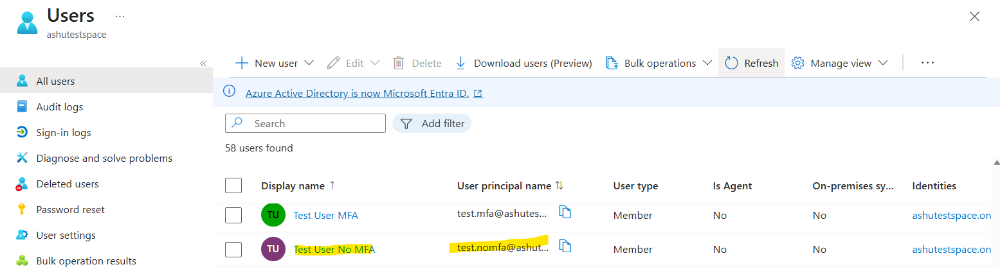 Users ...
ashutestspace
«
New user Edit Delete Download users (Preview) Bulk operations Refresh Manage view ...
All users
Audit logs
Sign-in logs
Diagnose and solve problems
Deleted users
Password reset
User settings
Bulk operation results
Azure Active Directory is now Microsoft Entra ID.
Search Add filter
58 users found
Display name ↑ User principal name ↑↓ User type Is Agent On-premises sy... Identities
TU Test User MFA test.mfa@ashutes... Member No No ashutestspace.on
TU Test User No MFA test.nomfa@ashut... Member No No ashutestspace.on